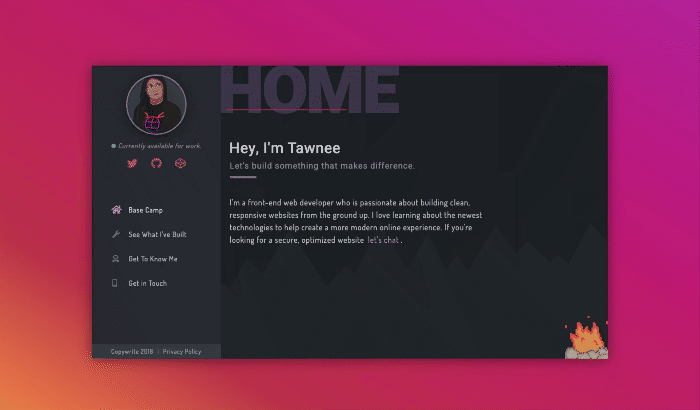 HOME
Currently available for work.
Hey, I'm Tawnee
Let's build something that makes difference.
I'm a front-end web developer who is passionate about building clean,
responsive websites from the ground up. I love learning about the newest
technologies to help create a more modern online experience. If you're
looking for a secure, optimized website let's chat .
Base Camp
See What I've Built
Get To Know Me
Get in Touch
Copywrite 2018 | Privacy Policy